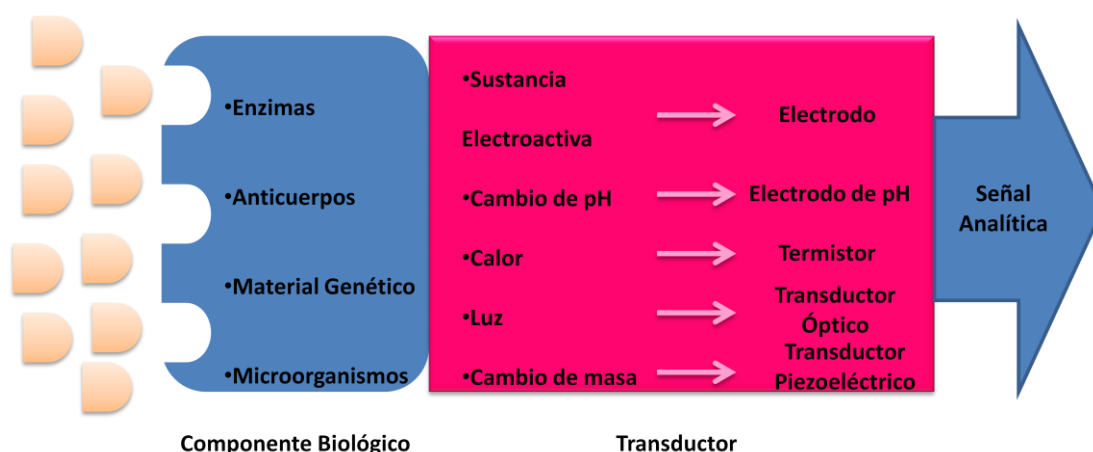 •Enzimas
•Anticuerpos
•Material Genético
•Microorganismos
•Sustancia
Electroactiva
•Cambio de pH
•Calor
•Luz
•Cambio de masa
Electrodo
Electrodo de pH
Termistor
Transductor
Óptico
Transductor
Piezoeléctrico
Señal
Analítica
Componente Biológico
Transductor